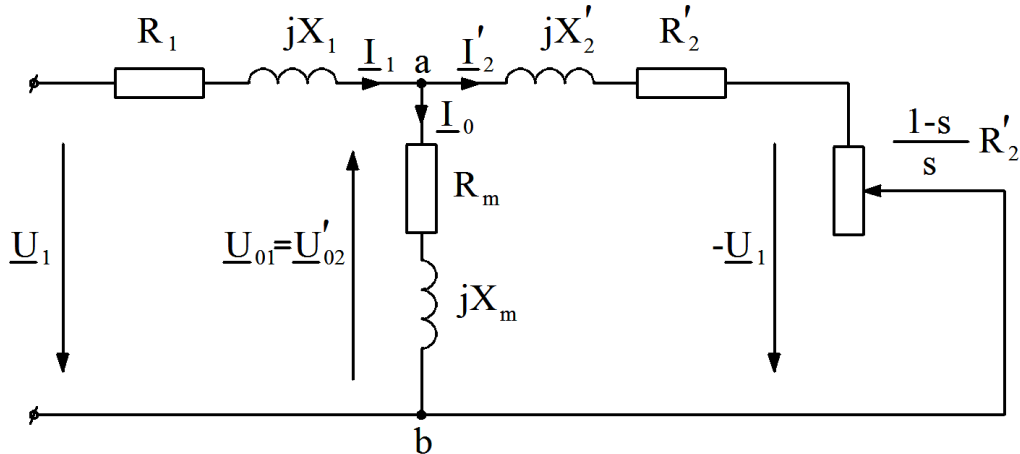 R₁
jX₁
I₁
a
I′₂
jX′₂
R′₂
I₀
1-s
s
R′₂
Rₘ
U₁
U₀₁=U′₀₂
-U₁
jXₘ
b